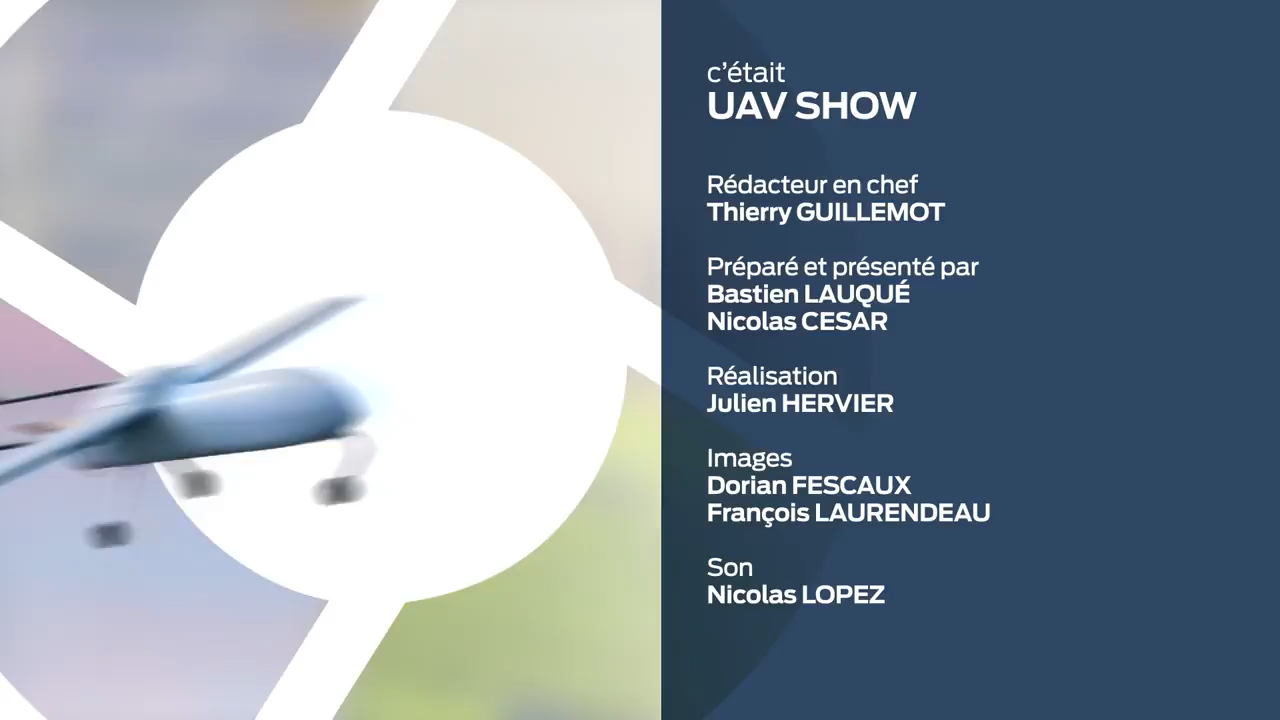 c’était
UAV SHOW
Rédacteur en chef
Thierry GUILLEMOT
Préparé et présenté par
Bastien LAUQUÉ
Nicolas CESAR
Réalisation
Julien HERVIER
Images
Dorian FESCAUX
François LAURENDEAU
Son
Nicolas LOPEZ